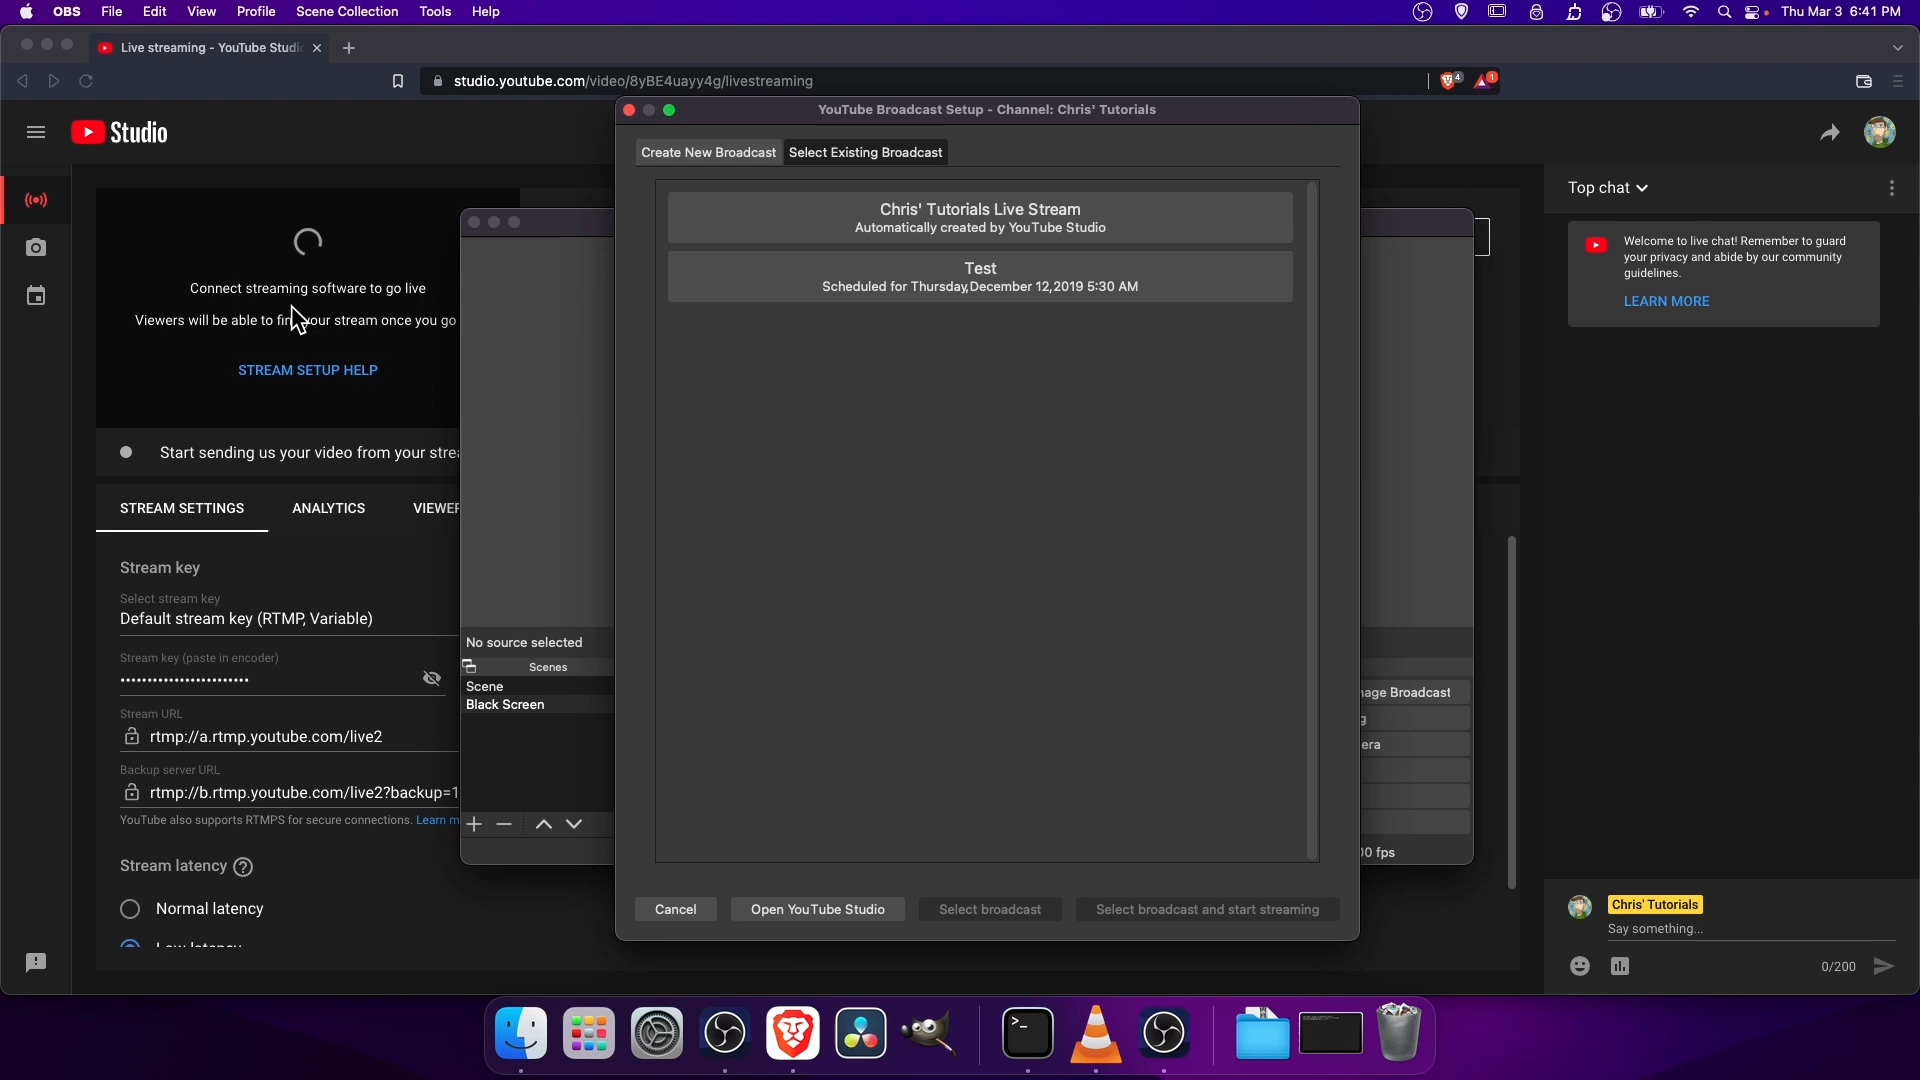 OBS File Edit View Profile Scene Collection Tools Help Thu Mar 3 6:41 PM
Live streaming - YouTube Studi
studio.youtube.com/video/8yBE4uayy4g/livestreaming
4
1
Studio
YouTube Broadcast Setup - Channel: Chris' Tutorials
Create New Broadcast Select Existing Broadcast
Chris' Tutorials Live Stream
Automatically created by YouTube Studio
Test
Scheduled for Thursday,December 12,2019 5:30 AM
Cancel Open YouTube Studio Select broadcast Select broadcast and start streaming
Connect streaming software to go live
Viewers will be able to find your stream once you go
STREAM SETUP HELP
Start sending us your video from your strea
STREAM SETTINGS ANALYTICS VIEWER
Stream key
Select stream key
Default stream key (RTMP, Variable)
Stream key (paste in encoder)
••••••••••••••••••••••••
Stream URL
rtmp://a.rtmp.youtube.com/live2
Backup server URL
rtmp://b.rtmp.youtube.com/live2?backup=1
YouTube also supports RTMPS for secure connections. Learn m
Stream latency ?
Normal latency
Low latency
No source selected
Scenes
Scene
Black Screen
nage Broadcast
g
era
00 fps
Top chat
Welcome to live chat! Remember to guard
your privacy and abide by our community
guidelines.
LEARN MORE
Chris' Tutorials
Say something...
0/200